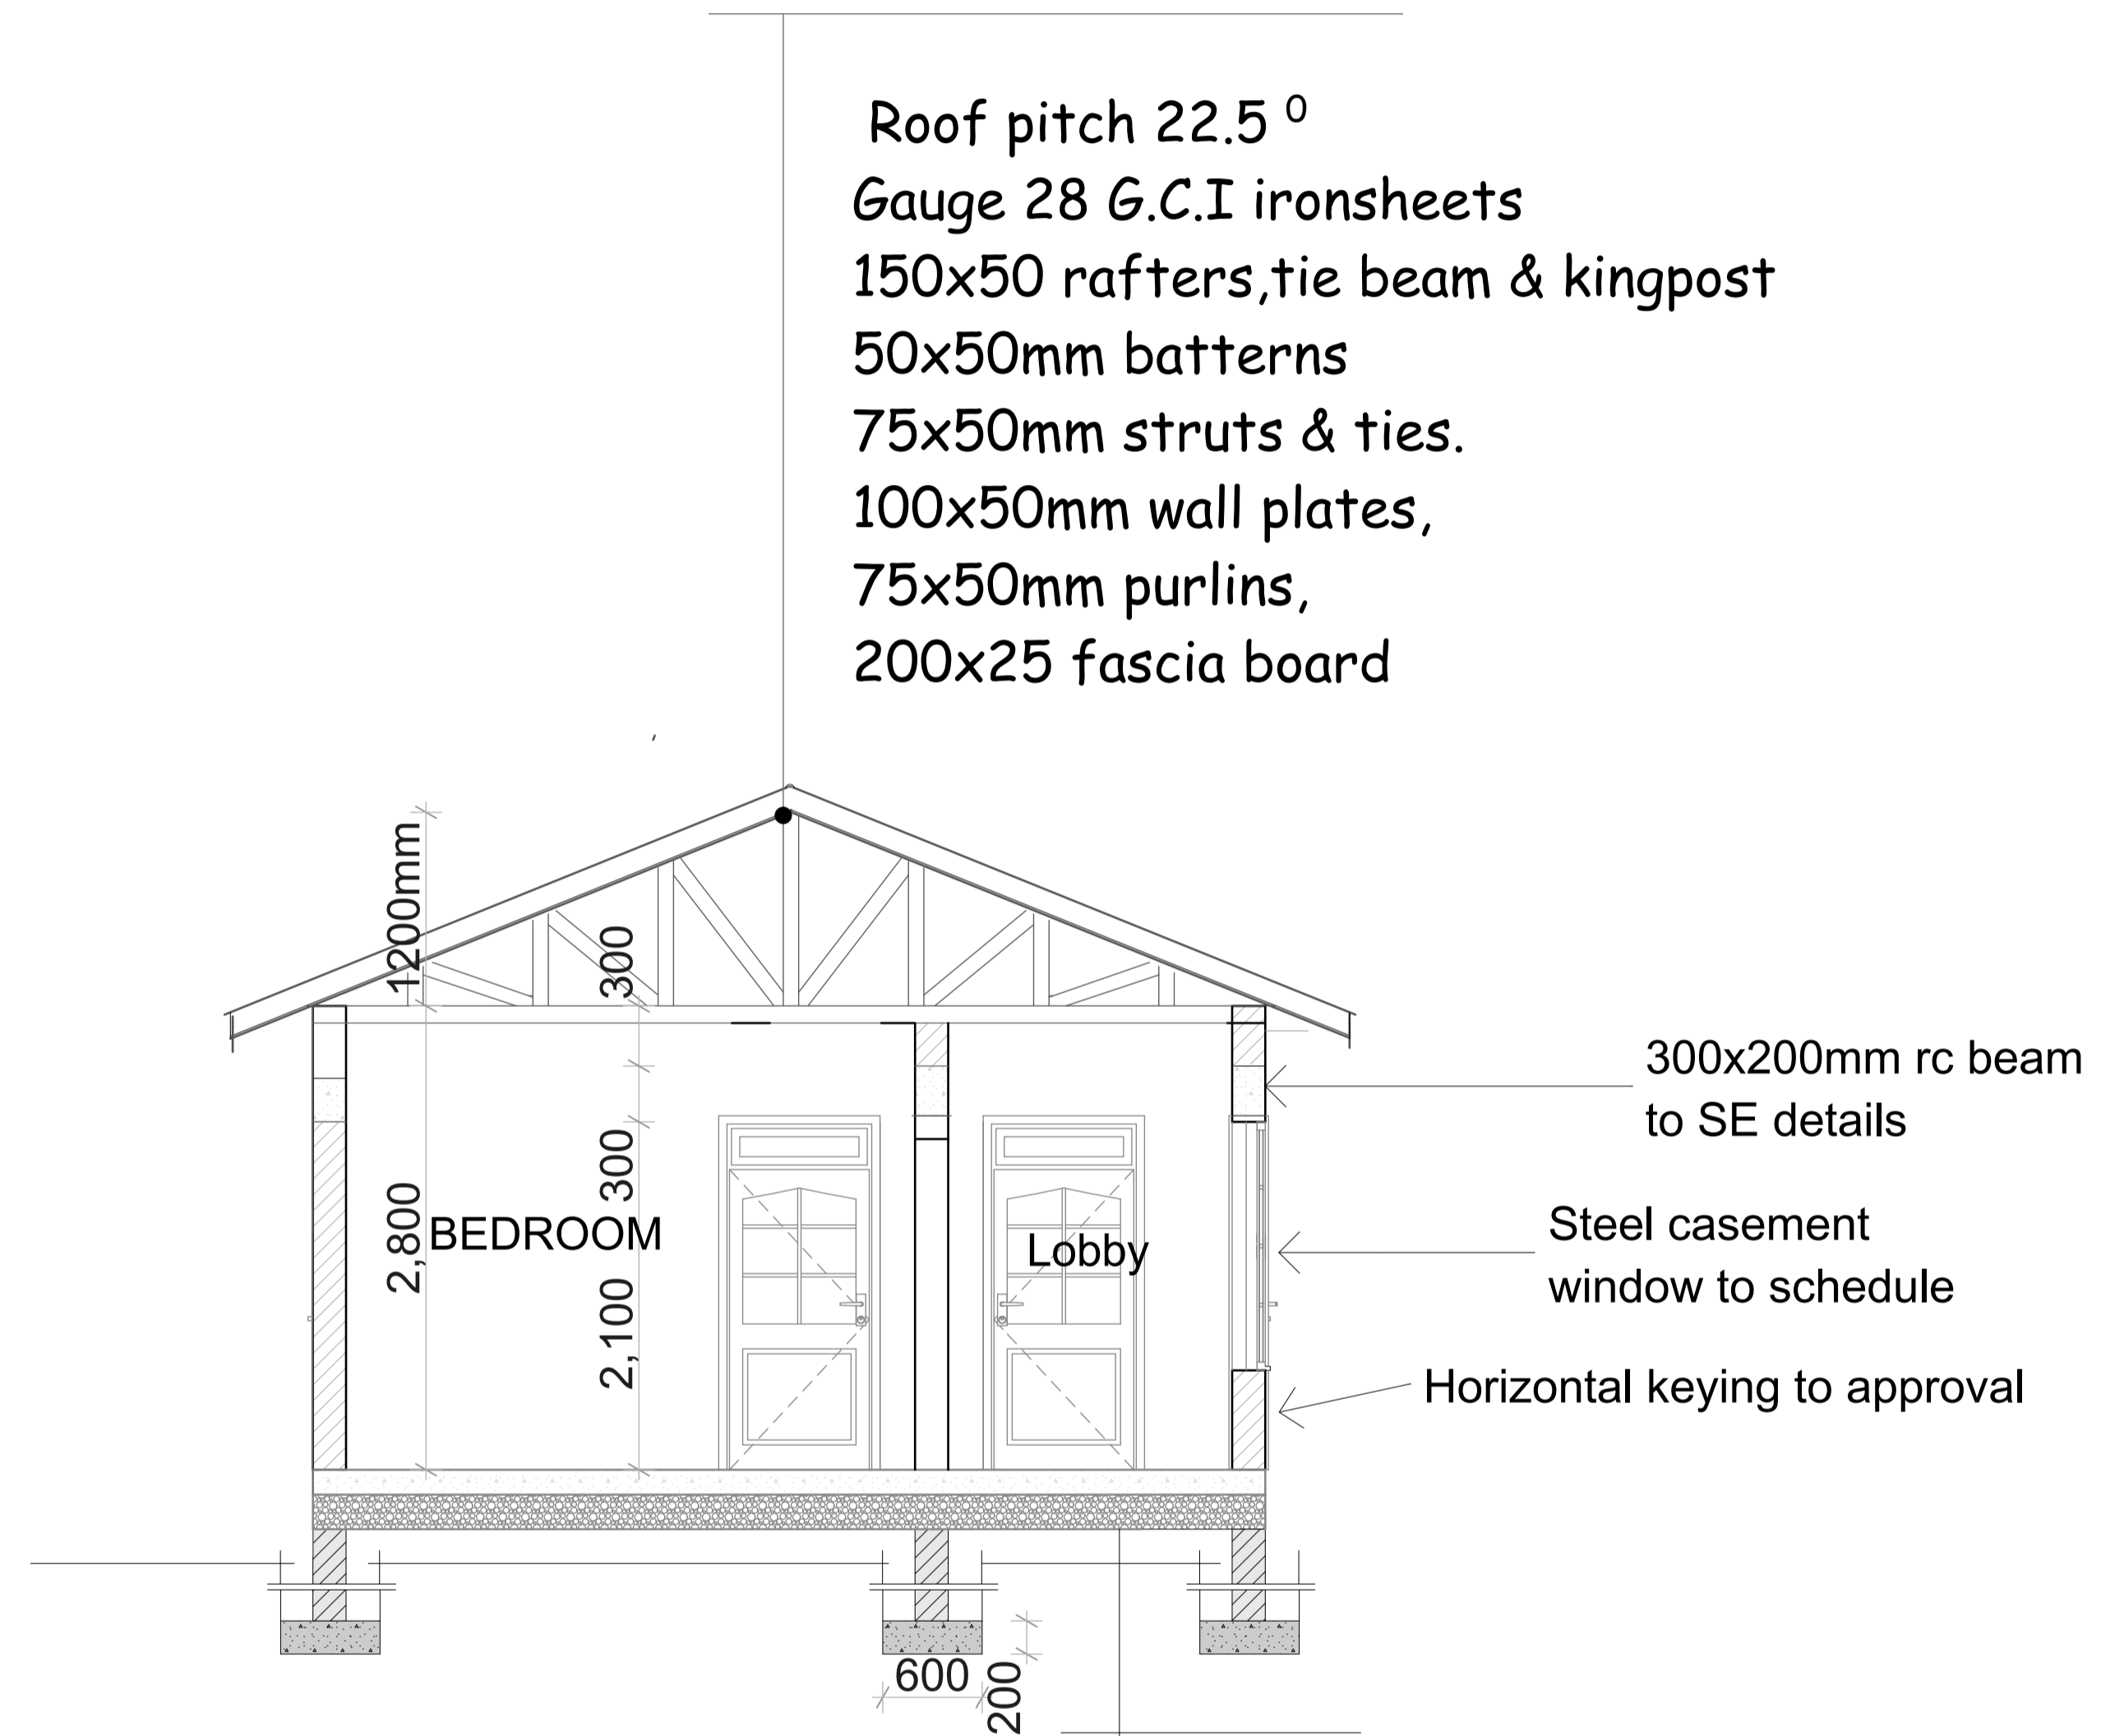 Roof pitch 22.5 º
Gauge 28 G.C.I ironsheets
150x50 rafters,tie beam & kingpost
50x50mm batterns
75x50mm struts & ties.
100x50mm wall plates,
75x50mm purlins,
200x25 fascia board
1200mm
300
300x200mm rc beam
to SE details
300
2,800
BEDROOM
Lobby
Steel casement
window to schedule
2,100
Horizontal keying to approval
600
200